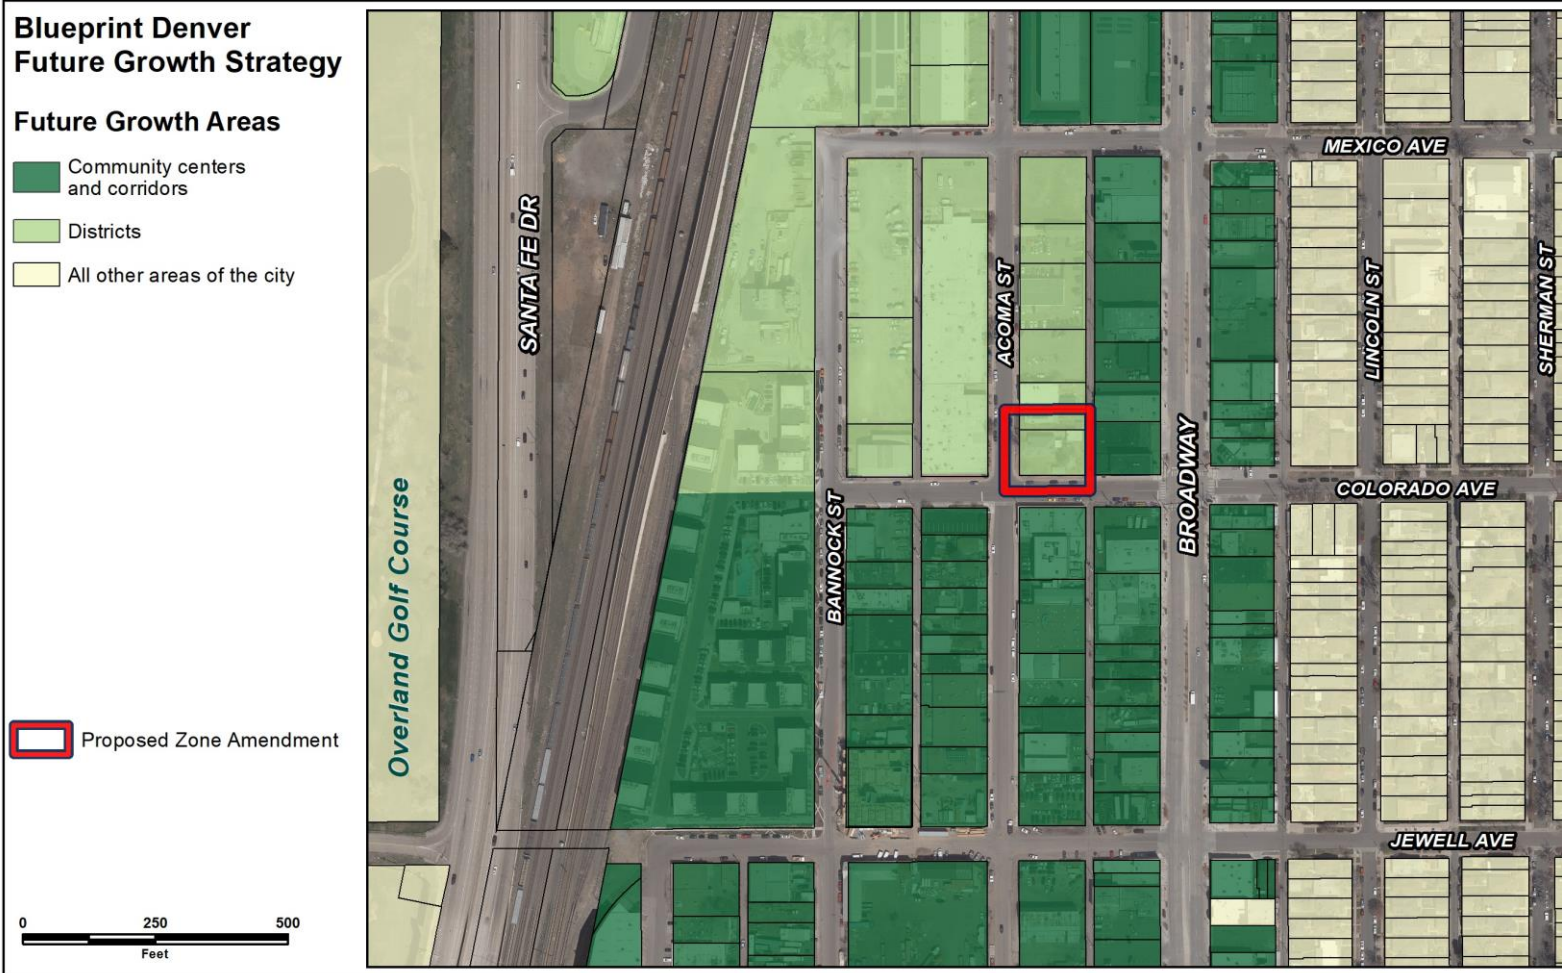 Blueprint Denver
Future Growth Strategy
Future Growth Areas
Community centers
and corridors
Districts
All other areas of the city
Proposed Zone Amendment
0 250 500
Feet
MEXICO AVE
SANTA FE DR
ACOMA ST
LINCOLN ST
SHERMAN ST
BROADWAY
COLORADO AVE
BANNOCK ST
Overland Golf Course
JEWELL AVE